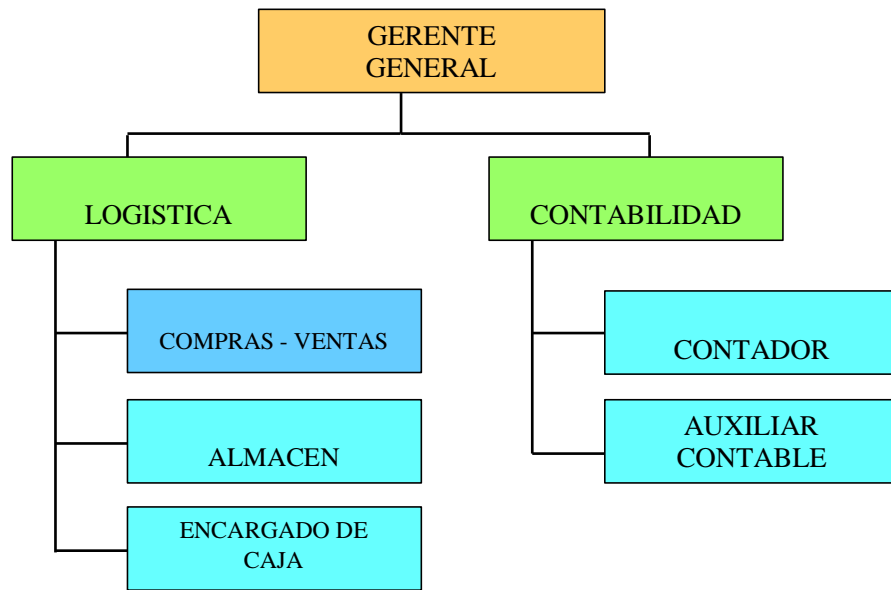 GERENTE
GENERAL
LOGISTICA
CONTABILIDAD
COMPRAS - VENTAS
CONTADOR
ALMACEN
AUXILIAR
CONTABLE
ENCARGADO DE
CAJA